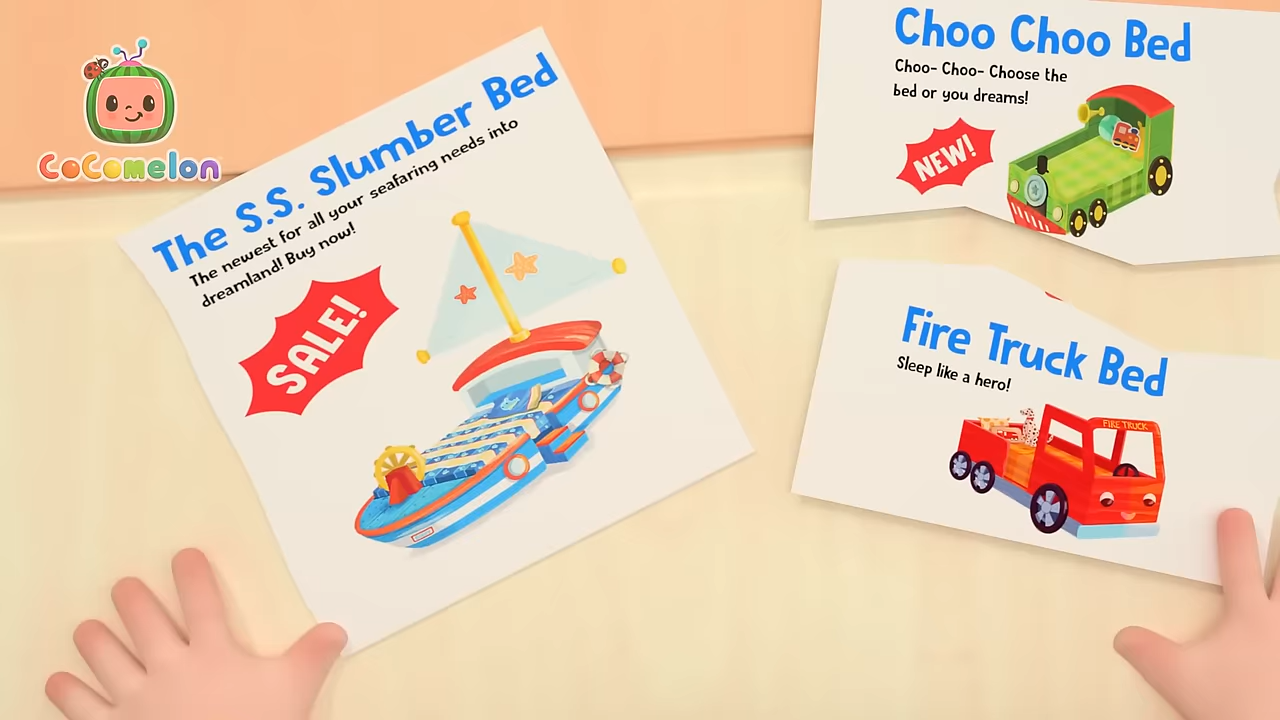 CoComelon
The S.S. Slumber Bed
The newest for all your seafaring needs into
dreamland! Buy now!
SALE!
Choo Choo Bed
Choo- Choo- Choose the
bed or you dreams!
NEW!
Fire Truck Bed
Sleep like a hero!
FIRE TRUCK